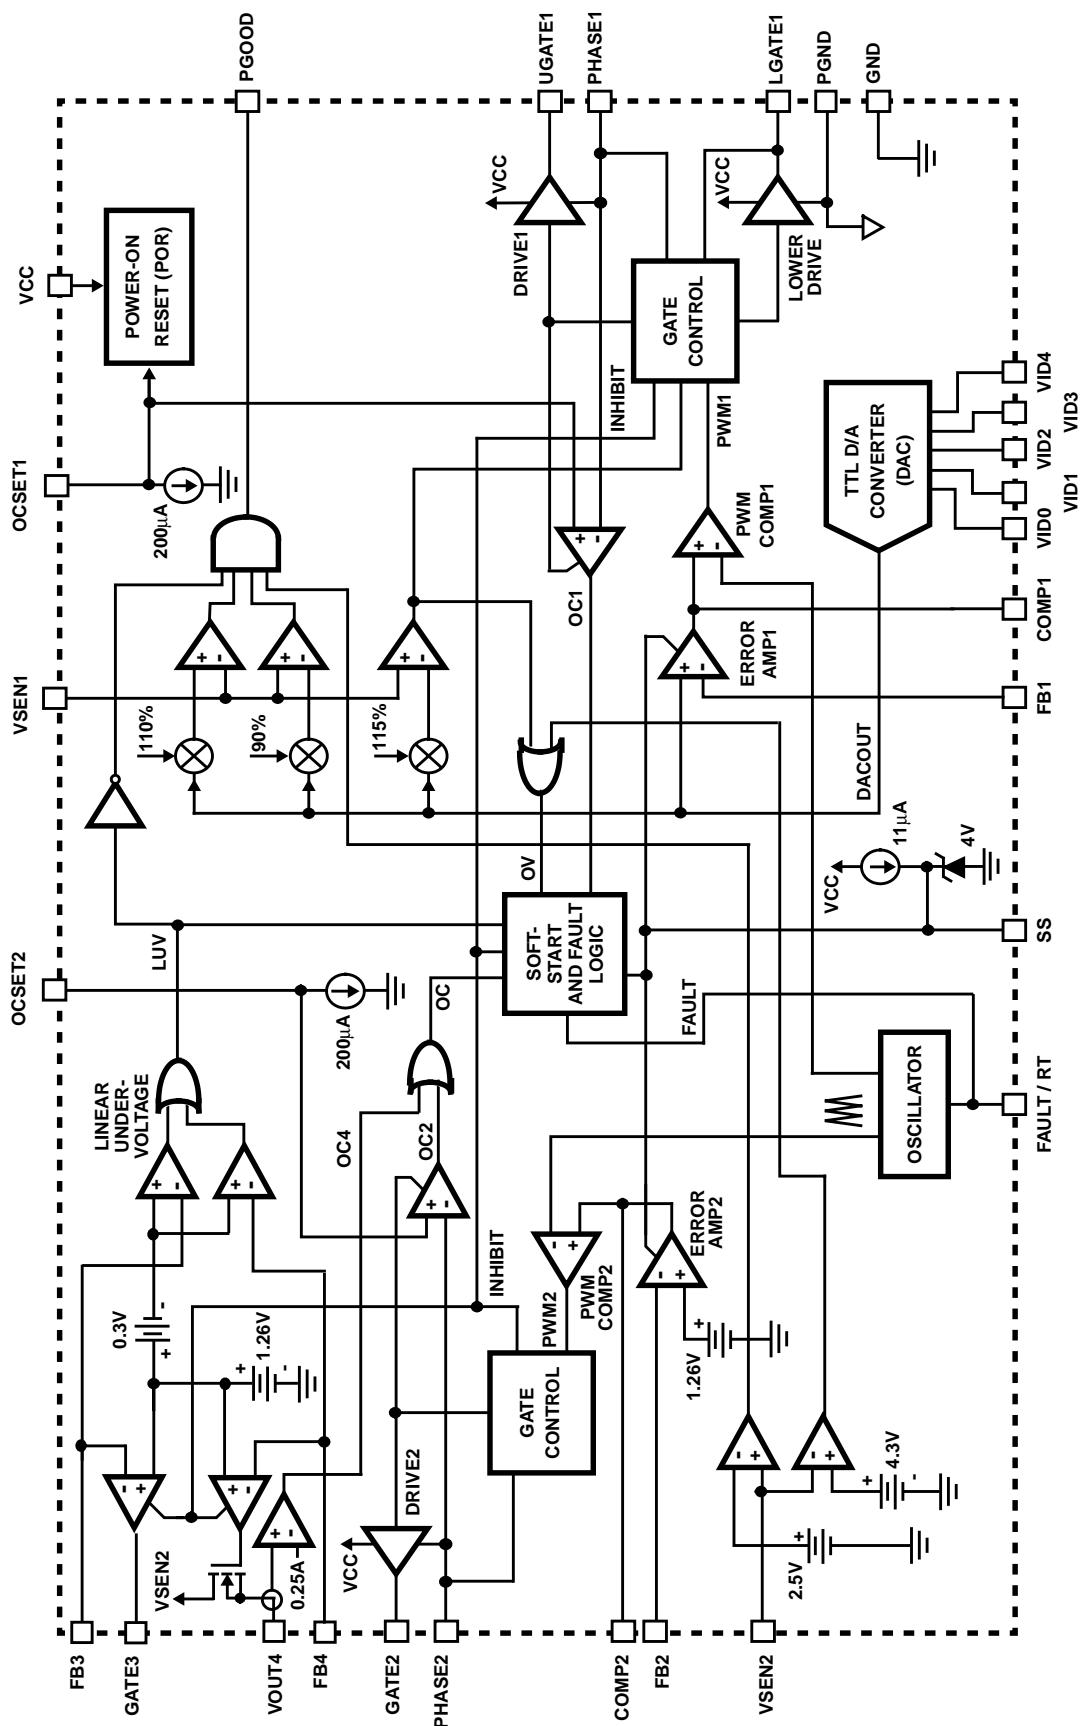 VSEN1
OCSET1
VCC
OCSET2
PGOOD
UGATE1
PHASE1
LGATE1
PGND
GND
POWER-ON
RESET (POR)
200µA
110%
90%
115%
LUV
LINEAR
UNDER-
VOLTAGE
0.3V
+
-
1.26V
+
-
FB3
GATE3
VOUT4
FB4
GATE2
PHASE2
COMP2
FB2
VSEN2
VSEN2
0.25A
OC4
OC2
OC
200µA
OV
OC1
SOFT-
START
AND FAULT
LOGIC
FAULT
INHIBIT
VCC
DRIVE2
GATE
CONTROL
PWM2
PWM
COMP2
ERROR
AMP2
1.26V
+
2.5V
+
4.3V
+
-
OSCILLATOR
FAULT / RT
SS
VCC
11µA
4V
DACOUT
ERROR
AMP1
PWM
COMP1
PWM1
INHIBIT
GATE
CONTROL
DRIVE1
VCC
LOWER
DRIVE
VCC
TTL D/A
CONVERTER
(DAC)
FB1
COMP1
VID0
VID1
VID2
VID3
VID4